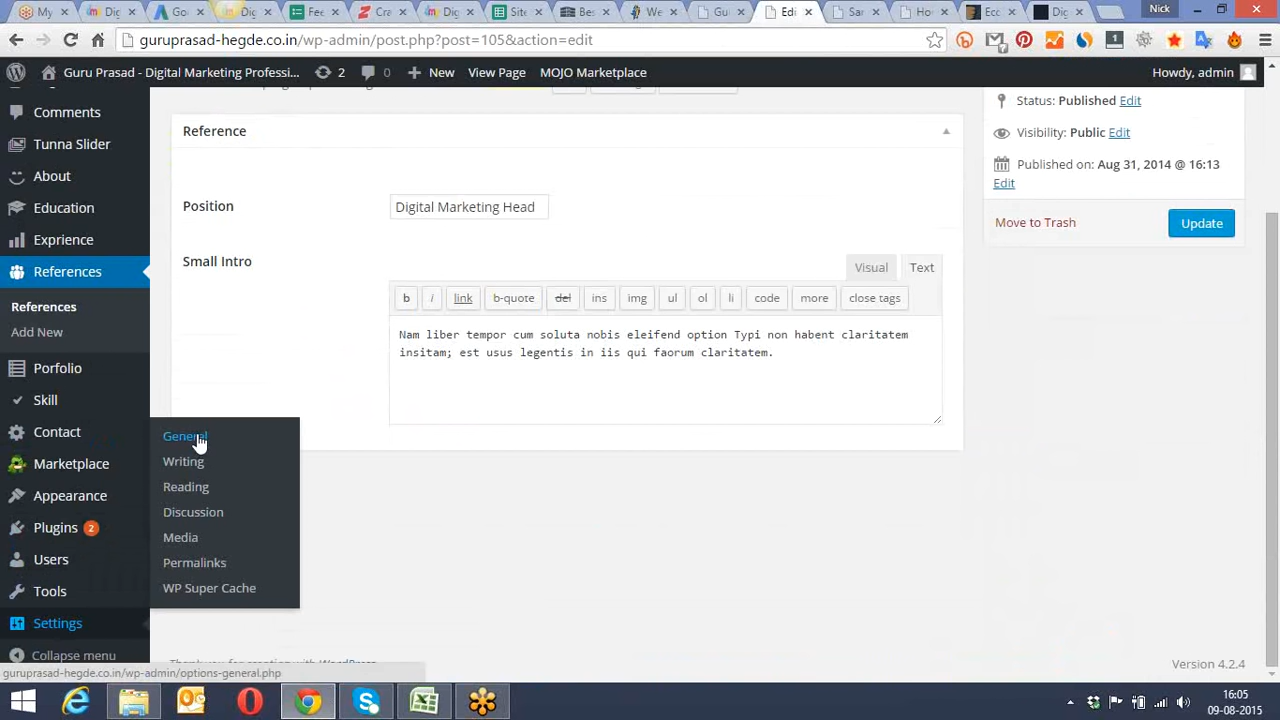 My
Dig
Go
Dig
Fee
Cra
Dig
Site
Bes
We
Gu
Edi
Sar
Ho
Ecc
Dig
Nick
guruprasad-hegde.co.in/wp-admin/post.php?post=105&action=edit
Guru Prasad - Digital Marketing Professi... 2 0 New View Page MOJO Marketplace Howdy, admin
Comments
Tunna Slider
About
Education
Exprience
References
References
Add New
Porfolio
Skill
Contact
Marketplace
Appearance
Plugins 2
Users
Tools
Settings
Collapse menu
General
Writing
Reading
Discussion
Media
Permalinks
WP Super Cache
Reference
Position Digital Marketing Head
Small Intro
Visual Text
b i link b-quote del ins img ul ol li code more close tags
Nam liber tempor cum soluta nobis eleifend option Typi non habent claritatem
insitam; est usus legentis in iis qui faorum claritatem.
Status: Published Edit
Visibility: Public Edit
Published on: Aug 31, 2014 @ 16:13
Edit
Move to Trash Update
Version 4.2.4
guruprasad-hegde.co.in/wp-admin/options-general.php
16:05
09-08-2015